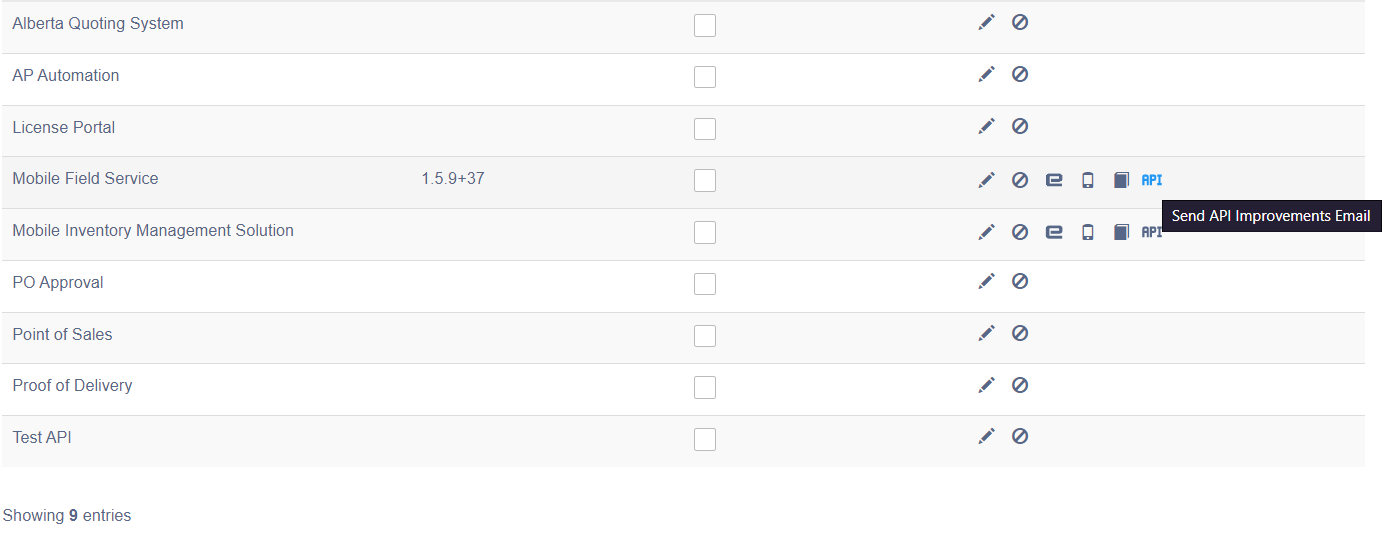 Alberta Quoting System
AP Automation
License Portal
Mobile Field Service 1.5.9+37 API
Send API Improvements Email
Mobile Inventory Management Solution API
PO Approval
Point of Sales
Proof of Delivery
Test API
Showing 9 entries